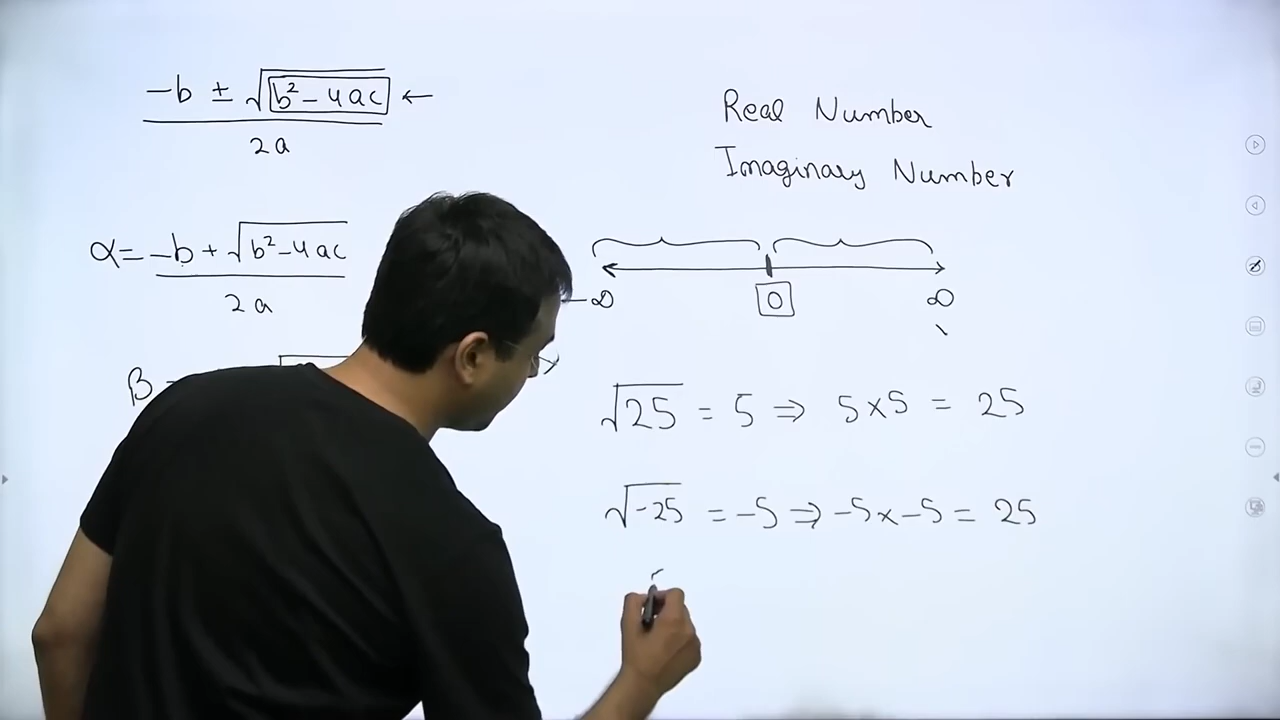 -b ± √b² - 4ac ←
2a
α = -b + √b² - 4ac
2a
β =
Real Number
Imaginary Number
-∞ 0 ∞
√25 = 5 ⇒ 5×5 = 25
√-25 = -5 ⇒ -5×-5 = 25